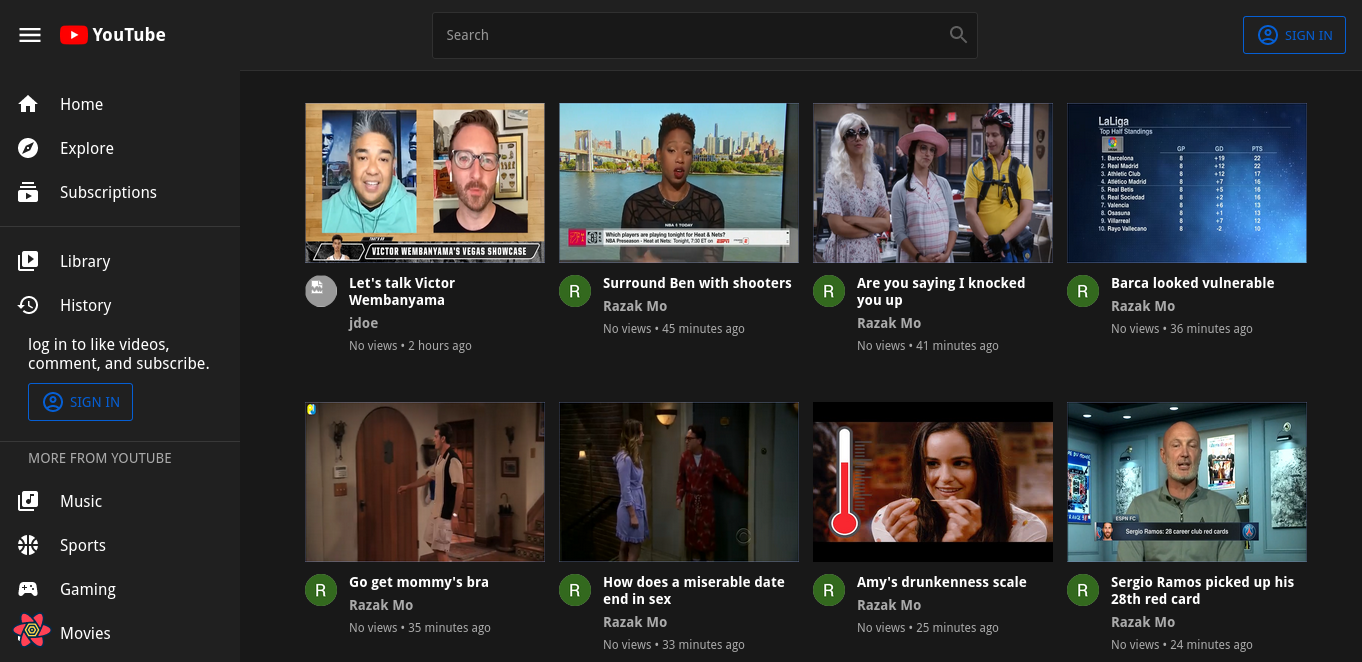 YouTube
Search
SIGN IN
Home
Explore
Subscriptions
Library
History
log in to like videos,
comment, and subscribe.
SIGN IN
MORE FROM YOUTUBE
Music
Sports
Gaming
Movies
VICTOR WEMBANYAMA'S VEGAS SHOWCASE
Let's talk Victor
Wembanyama
jdoe
No views • 2 hours ago
NBA TODAY
Which players are playing tonight for Heat & Nets?
NBA Preseason - Heat at Nets: Tonight, 7:30 ET on ESPN
R
Surround Ben with shooters
Razak Mo
No views • 45 minutes ago
R
Are you saying I knocked
you up
Razak Mo
No views • 41 minutes ago
LaLiga
Top Half Standings
GP GD PTS
1. Barcelona 8 +19 22
2. Real Madrid 8 +12 22
3. Athletic Club 8 +12 17
4. Atlético Madrid 8 +7 16
5. Real Betis 8 +5 16
6. Real Sociedad 8 +2 16
7. Valencia 8 +6 13
8. Osasuna 8 +1 13
9. Villarreal 8 +7 12
10. Rayo Vallecano 8 -2 10
R
Barca looked vulnerable
Razak Mo
No views • 36 minutes ago
R
Go get mommy's bra
Razak Mo
No views • 35 minutes ago
R
How does a miserable date
end in sex
Razak Mo
No views • 33 minutes ago
R
Amy's drunkenness scale
Razak Mo
No views • 25 minutes ago
ESPN FC
Sergio Ramos: 28 career club red cards
R
Sergio Ramos picked up his
28th red card
Razak Mo
No views • 24 minutes ago